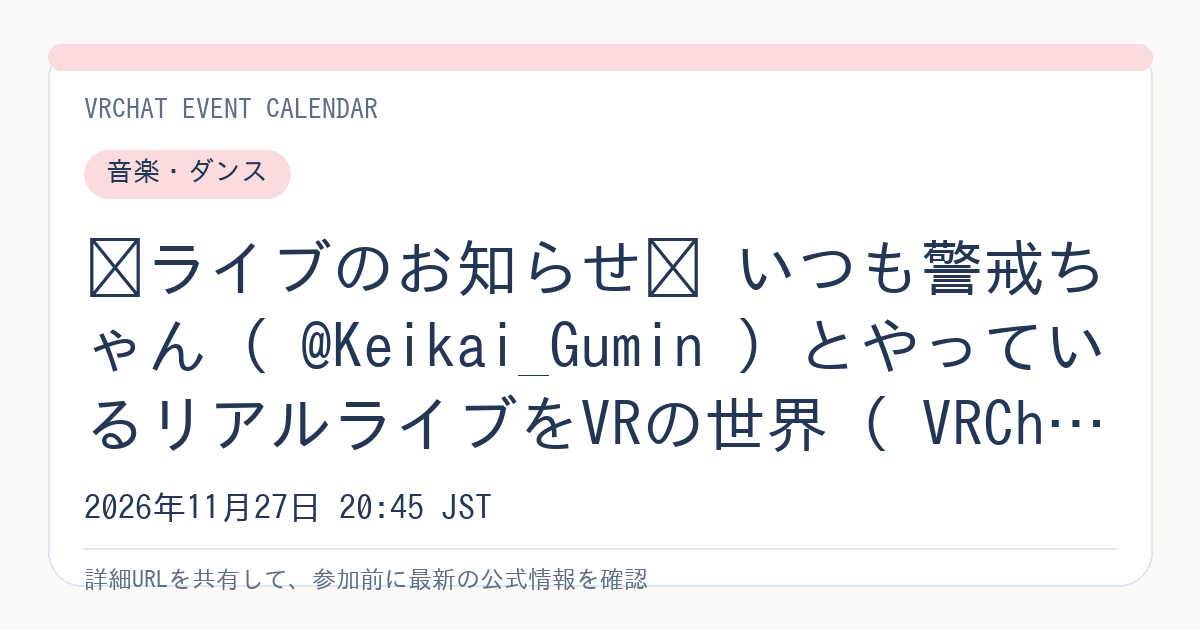 VRCHAT EVENT CALENDAR
音楽・ダンス
ライブのお知らせ いつも警戒ち
ゃん ( @Keikai_Gumin ) とやってい
るリアルライブをVRの世界 ( VRCh…
2026年11月27日 20:45 JST
詳細URLを共有して、参加前に最新の公式情報を確認